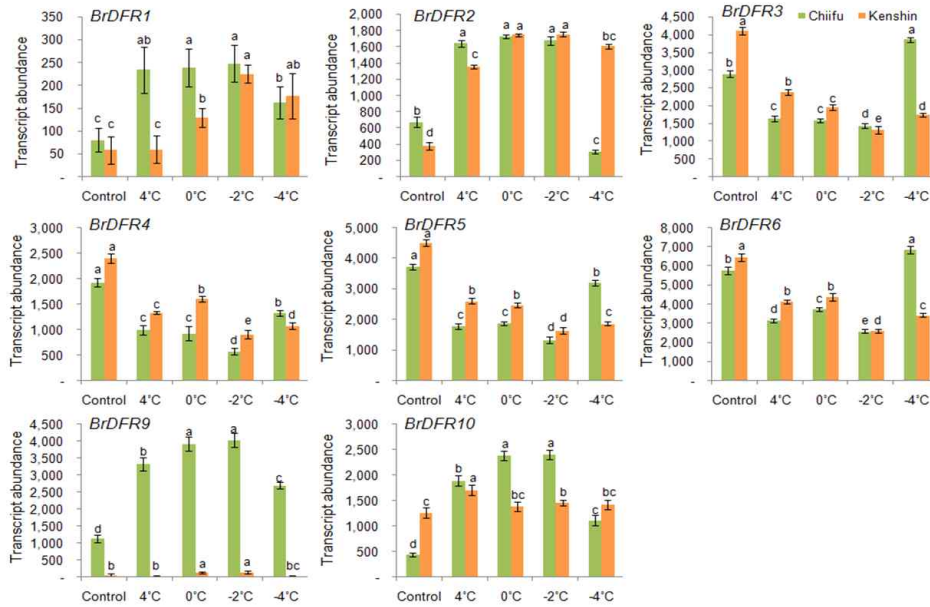 BrDFR1
Transcript abundance
350
300
250
200
150
100
50
-
c c ab c a b a a b ab
Control 4°C 0°C -2°C -4°C
BrDFR2
Transcript abundance
2,000
1,800
1,600
1,400
1,200
1,000
800
600
400
200
-
b d a c a a a a c bc
Control 4°C 0°C -2°C -4°C
BrDFR3
Chiifu Kenshin
Transcript abundance
4,500
4,000
3,500
3,000
2,500
2,000
1,500
1,000
500
-
b a c b c c d e a d
Control 4°C 0°C -2°C -4°C
BrDFR4
Transcript abundance
3,000
2,500
2,000
1,500
1,000
500
-
a a c c c b d e b d
Control 4°C 0°C -2°C -4°C
BrDFR5
Transcript abundance
5,000
4,000
3,000
2,000
1,000
-
a a c b c b d d b c
Control 4°C 0°C -2°C -4°C
BrDFR6
Transcript abundance
8,000
7,000
6,000
5,000
4,000
3,000
2,000
1,000
-
b a d b c b e d a c
Control 4°C 0°C -2°C -4°C
BrDFR9
Transcript abundance
4,500
4,000
3,500
3,000
2,500
2,000
1,500
1,000
500
-
d b b b a a a a c bc
Control 4°C 0°C -2°C -4°C
BrDFR10
Transcript abundance
3,000
2,500
2,000
1,500
1,000
500
-
d c b a a bc a b c bc
Control 4°C 0°C -2°C -4°C